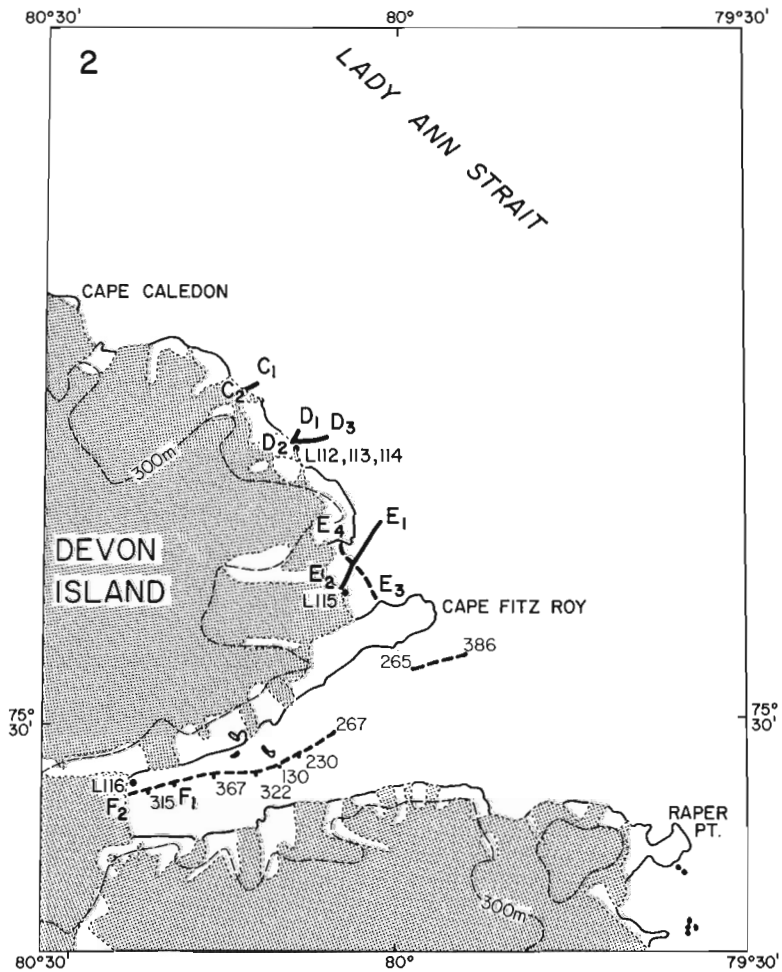 80°30'
80°
79°30'
2
LADY ANN STRAIT
CAPE CALEDON
C1
C2
D1
D3
D2
L112,113,114
300m
E1
E4
DEVON
ISLAND
E2
E3
L115
CAPE FITZ ROY
386
265
75°
30'
75°
30'
267
230
130
L116
367
322
F2
315
F1
RAPER
PT.
300m
80°30'
80°
79°30'